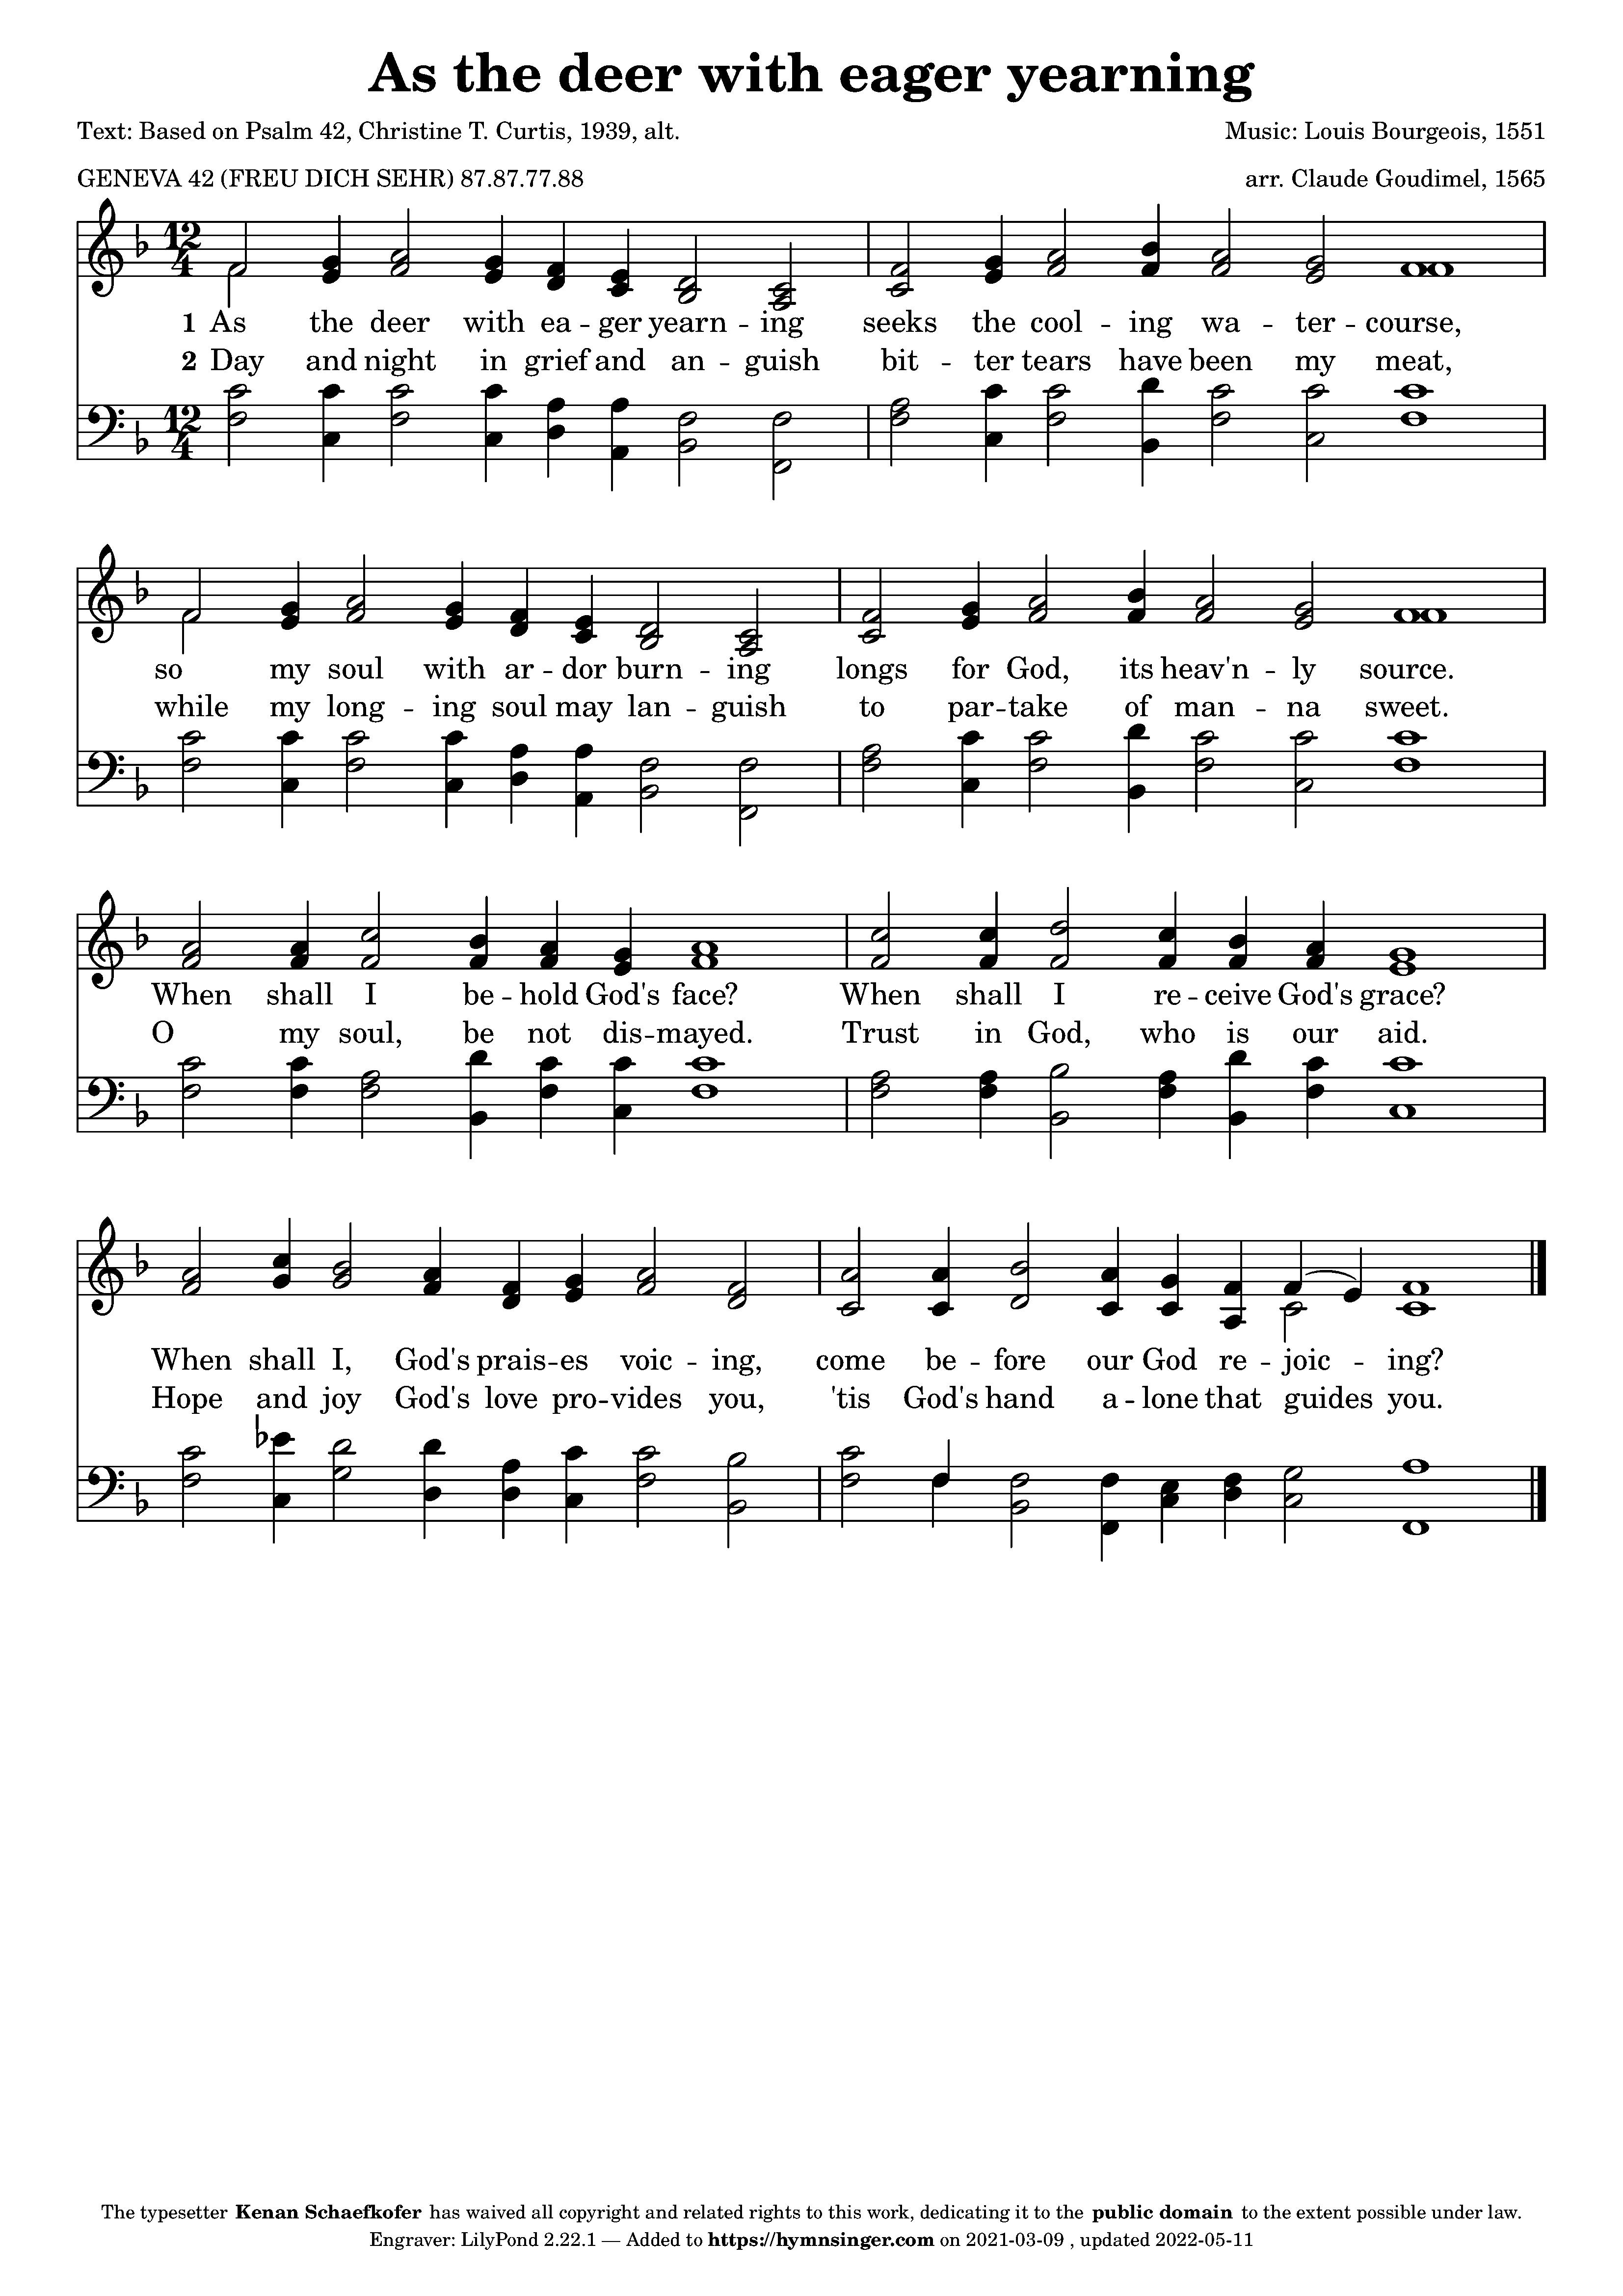 As the deer with eager yearning
Text: Based on Psalm 42, Christine T. Curtis, 1939, alt.
Music: Louis Bourgeois, 1551
GENEVA 42 (FREU DICH SEHR) 87.87.77.88
arr. Claude Goudimel, 1565
12
4
1 As the deer with ea -- ger yearn -- ing seeks the cool -- ing wa -- ter -- course,
2 Day and night in grief and an -- guish bit -- ter tears have been my meat,
12
4
so my soul with ar -- dor burn -- ing longs for God, its heav'n -- ly source.
while my long -- ing soul may lan -- guish to par -- take of man -- na sweet.
When shall I be -- hold God's face? When shall I re -- ceive God's grace?
O my soul, be not dis -- mayed. Trust in God, who is our aid.
When shall I, God's prais -- es voic -- ing, come be -- fore our God re -- joic -- ing?
Hope and joy God's love pro -- vides you, 'tis God's hand a -- lone that guides you.
The typesetter Kenan Schaefkofer has waived all copyright and related rights to this work, dedicating it to the public domain to the extent possible under law.
Engraver: LilyPond 2.22.1 — Added to https://hymnsinger.com on 2021-03-09 , updated 2022-05-11